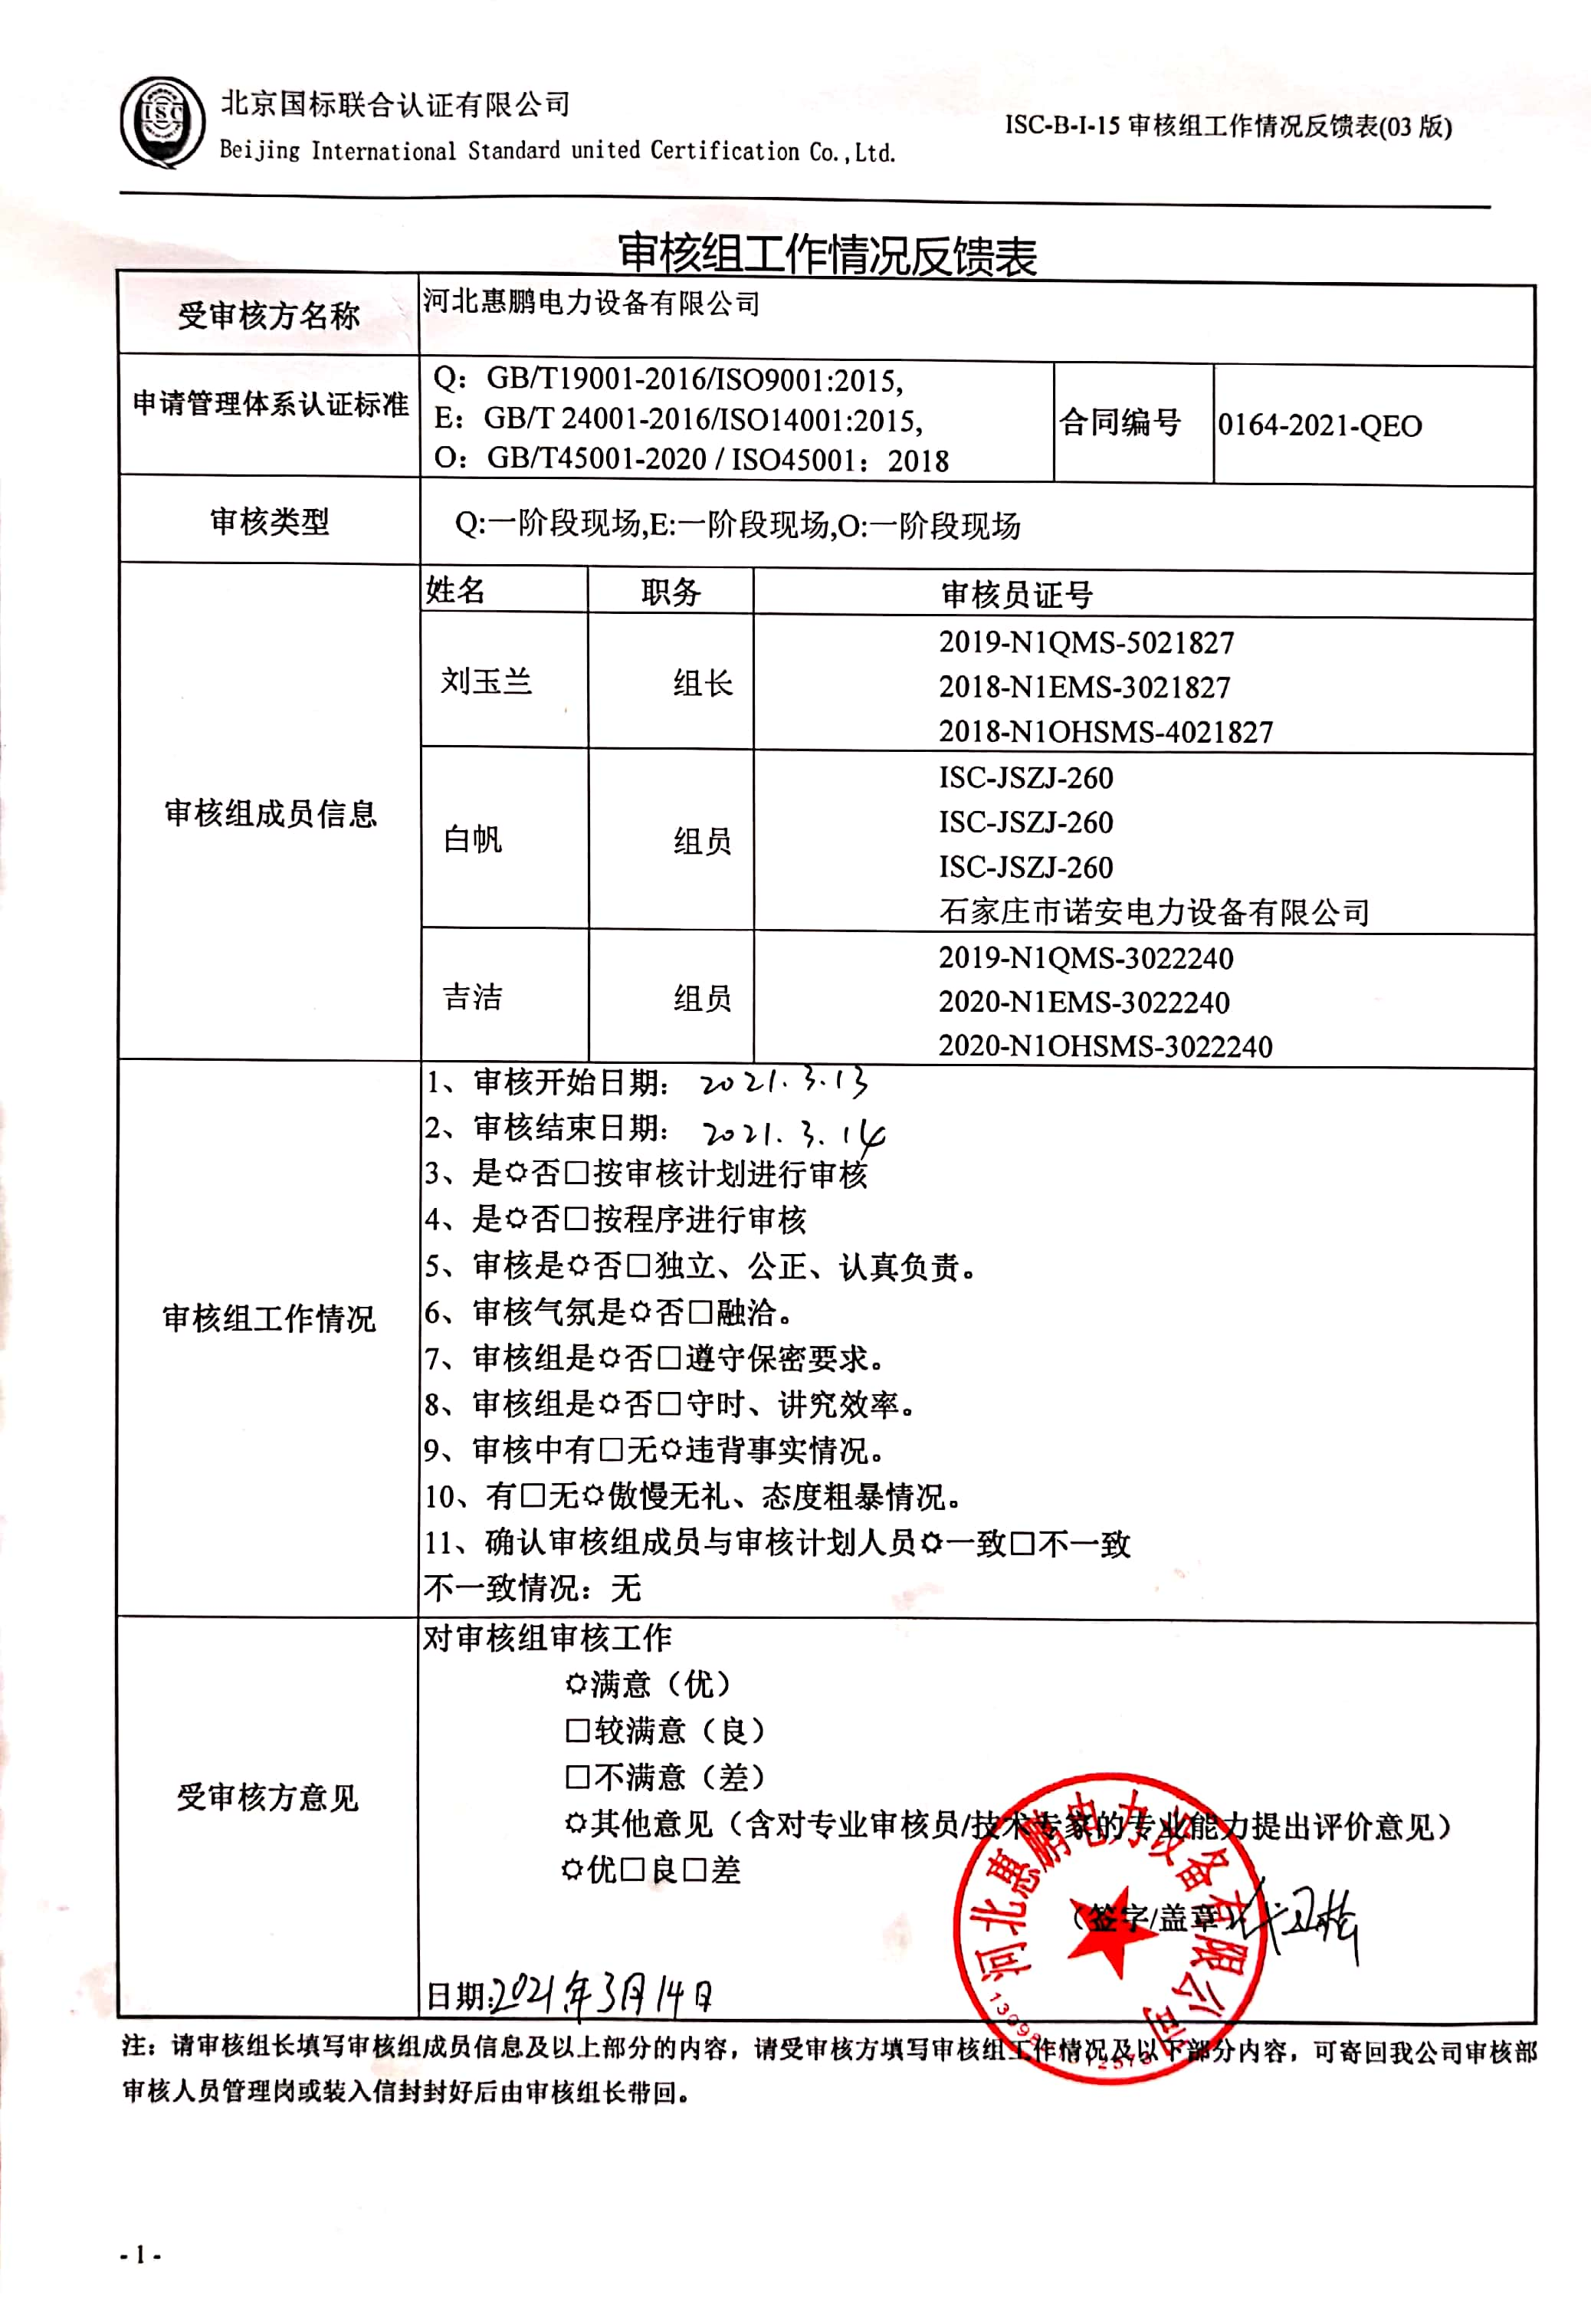 ISC
北京国标联合认证有限公司
Beijing International Standard united Certification Co.,Ltd.
ISC-B-I-15 审核组工作情况反馈表(03 版)
审核组工作情况反馈表
受审核方名称
河北惠鹏电力设备有限公司
申请管理体系认证标准
Q：GB/T19001-2016/ISO9001:2015,
E：GB/T 24001-2016/ISO14001:2015,
O：GB/T45001-2020 / ISO45001：2018
合同编号
0164-2021-QEO
审核类型
Q:一阶段现场,E:一阶段现场,O:一阶段现场
审核组成员信息
姓名 职务 审核员证号
刘玉兰 组长
2019-N1QMS-5021827
2018-N1EMS-3021827
2018-N1OHSMS-4021827
白帆 组员
ISC-JSZJ-260
ISC-JSZJ-260
ISC-JSZJ-260
石家庄市诺安电力设备有限公司
吉洁 组员
2019-N1QMS-3022240
2020-N1EMS-3022240
2020-N1OHSMS-3022240
审核组工作情况
1、审核开始日期： 2021.3.13
2、审核结束日期： 2021.3.14
3、是✡否□按审核计划进行审核
4、是✡否□按程序进行审核
5、审核是✡否□独立、公正、认真负责。
6、审核气氛是✡否□融洽。
7、审核组是✡否□遵守保密要求。
8、审核组是✡否□守时、讲究效率。
9、审核中有□无✡违背事实情况。
10、有□无✡傲慢无礼、态度粗暴情况。
11、确认审核组成员与审核计划人员✡一致□不一致
不一致情况：无
受审核方意见
对审核组审核工作
✡满意（优）
□较满意（良）
□不满意（差）
✡其他意见（含对专业审核员/技术专家的专业能力提出评价意见）
✡优□良□差
（签字/盖章）
河北惠鹏电力设备有限公司
日期:2021年3月14日
注：请审核组长填写审核组成员信息及以上部分的内容，请受审核方填写审核组工作情况及以下部分内容，可寄回我公司审核部
审核人员管理岗或装入信封封好后由审核组长带回。
- 1 -